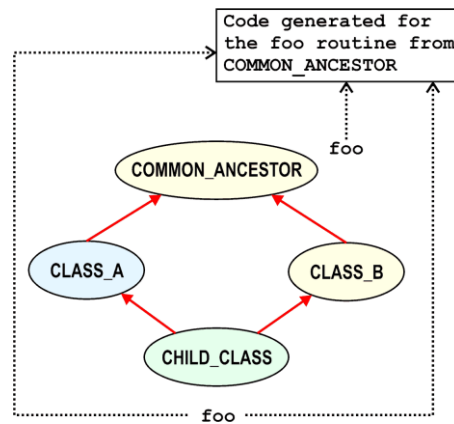 Code generated for
the foo routine from
COMMON_ANCESTOR
foo
COMMON_ANCESTOR
CLASS_A
CLASS_B
CHILD_CLASS
foo